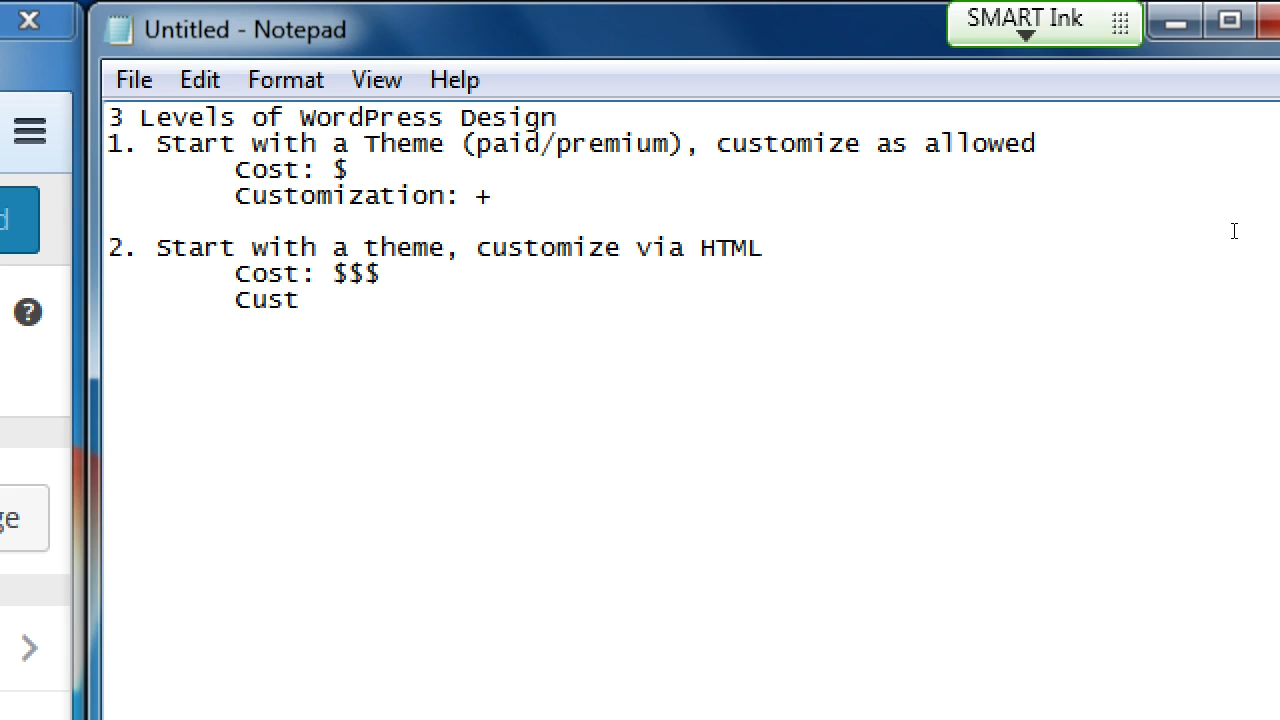 Untitled - Notepad
SMART Ink
File Edit Format View Help
3 Levels of WordPress Design
1. Start with a Theme (paid/premium), customize as allowed
Cost: $
Customization: +
2. Start with a theme, customize via HTML
Cost: $$$
Cust